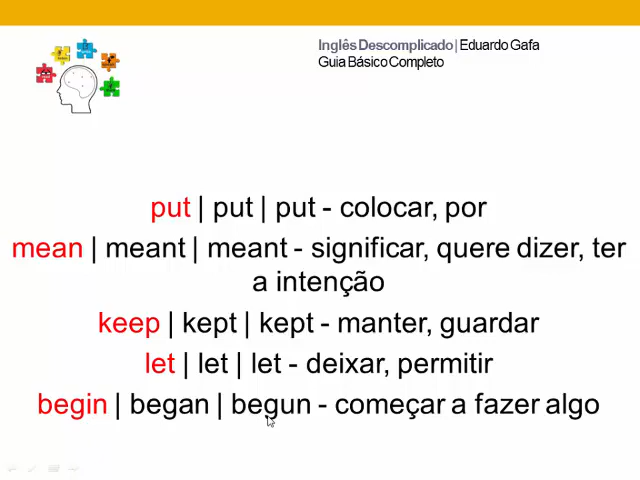 Inglês Descomplicado | Eduardo Gafa
Guia Básico Completo
put | put | put - colocar, por
mean | meant | meant - significar, quere dizer, ter
a intenção
keep | kept | kept - manter, guardar
let | let | let - deixar, permitir
begin | began | begun - começar a fazer algo